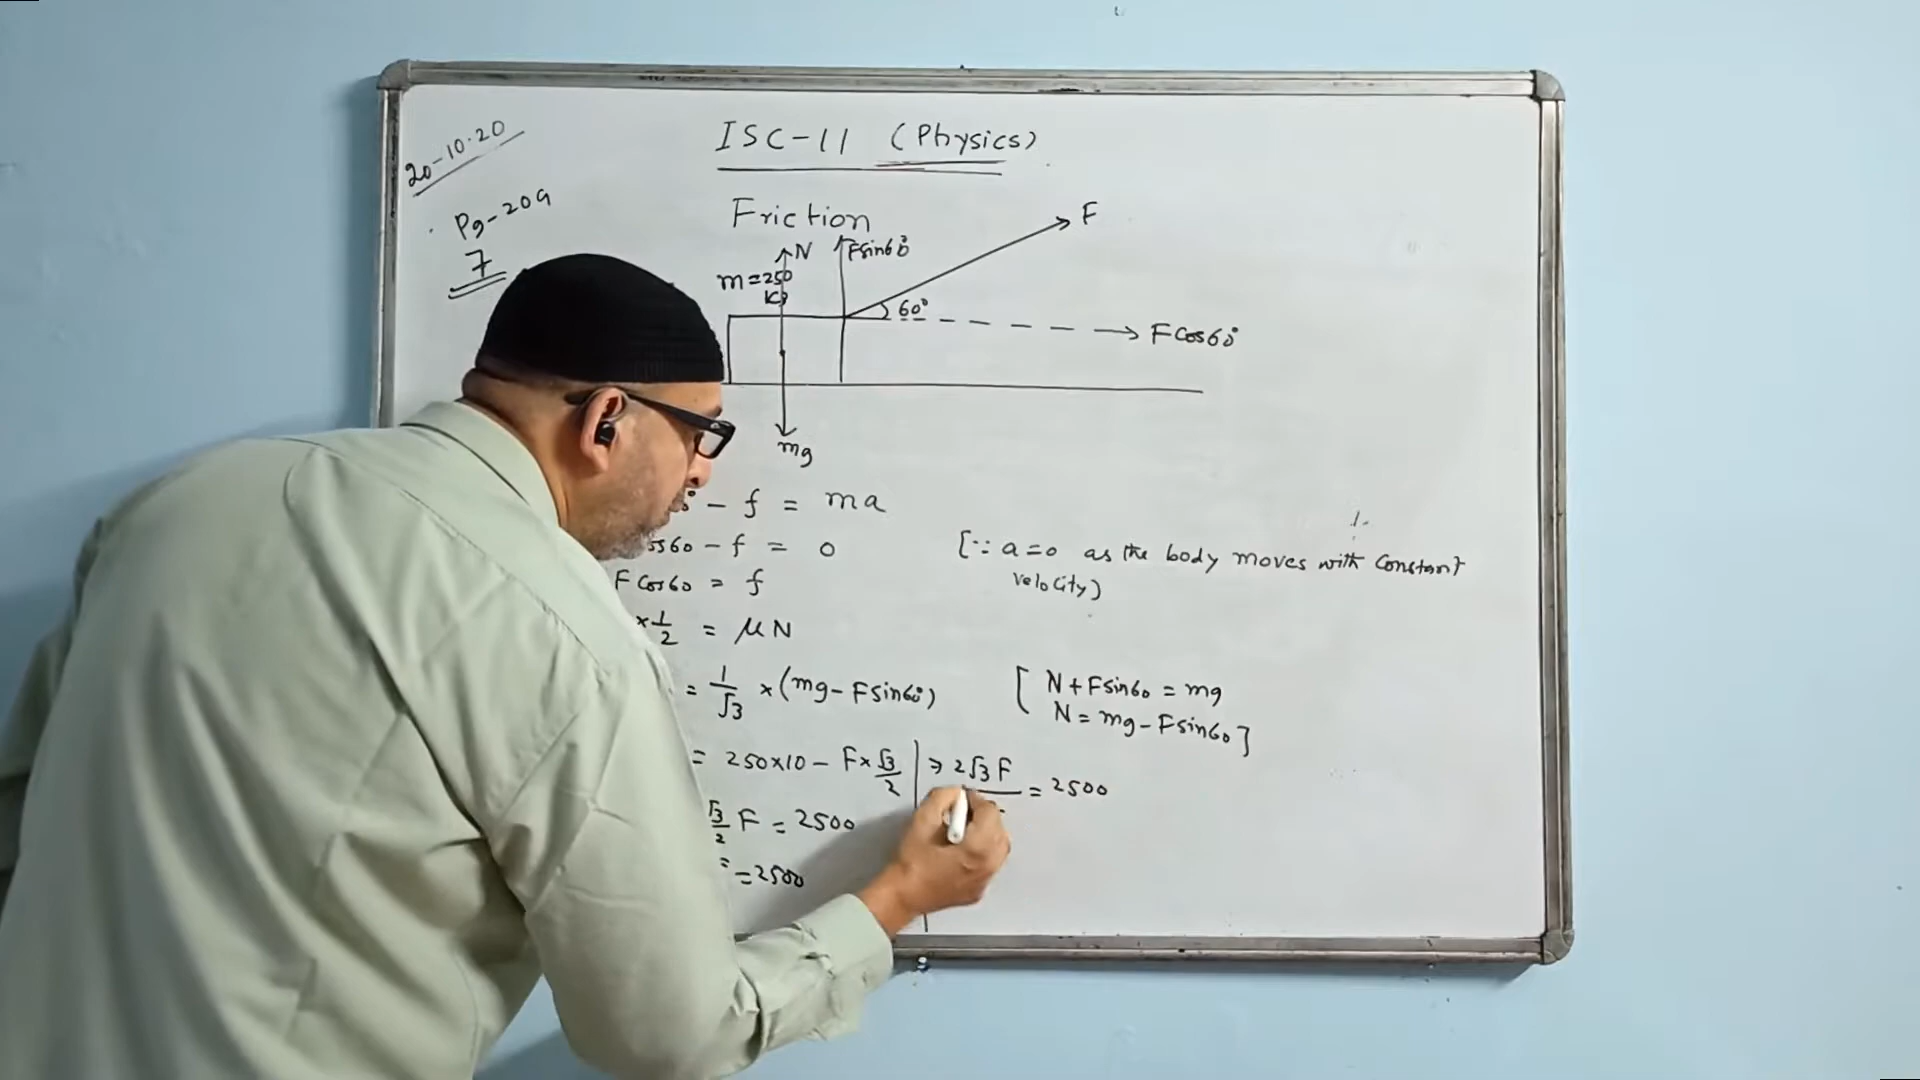 20-10.20
ISC-11 (Physics)
Pg-209
7
Friction
F
N
Fsin60°
m=250
kg
60°
Fcos60°
mg
- f = ma
os60 - f = 0
[∵ a=0 as the body moves with constant
velocity)
F Cos60 = f
× 1/2 = μN
= 1/√3 × (mg - Fsin60°)
[ N+Fsin60 = mg
N = mg - Fsin60 ]
= 250×10 - F×√3/2
⇒ 2√3 F = 2500
√3/2 F = 2500
= 2500